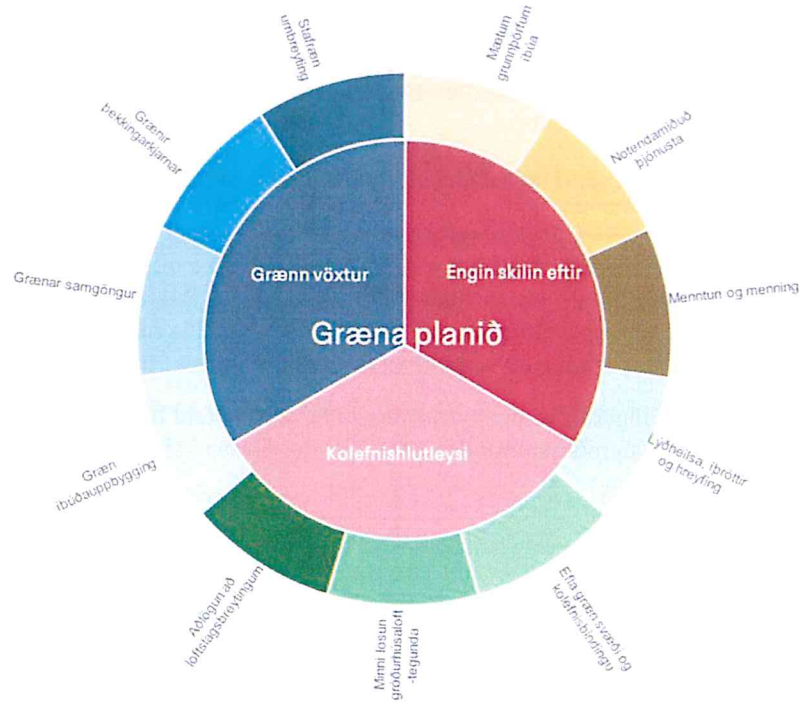 Græna planið
Grænn vöxtur
Engin skilin eftir
Kolefnishlutleysi
Mætum
grunnþörfum
íbúa
Notendamiðuð
þjónusta
Menntun og menning
Lýðheilsa, íþróttir
og hreyfing
Efla græn svæði og
kolefnisbindingu
Minni losun
gróðurhúsaloft
-tegunda
Aðlögun að
loftslagsbreytingum
Græn
íbúðauppbygging
Grænar samgöngur
Grænir
þekkingarkjarnar
Stafræn
umbreyting